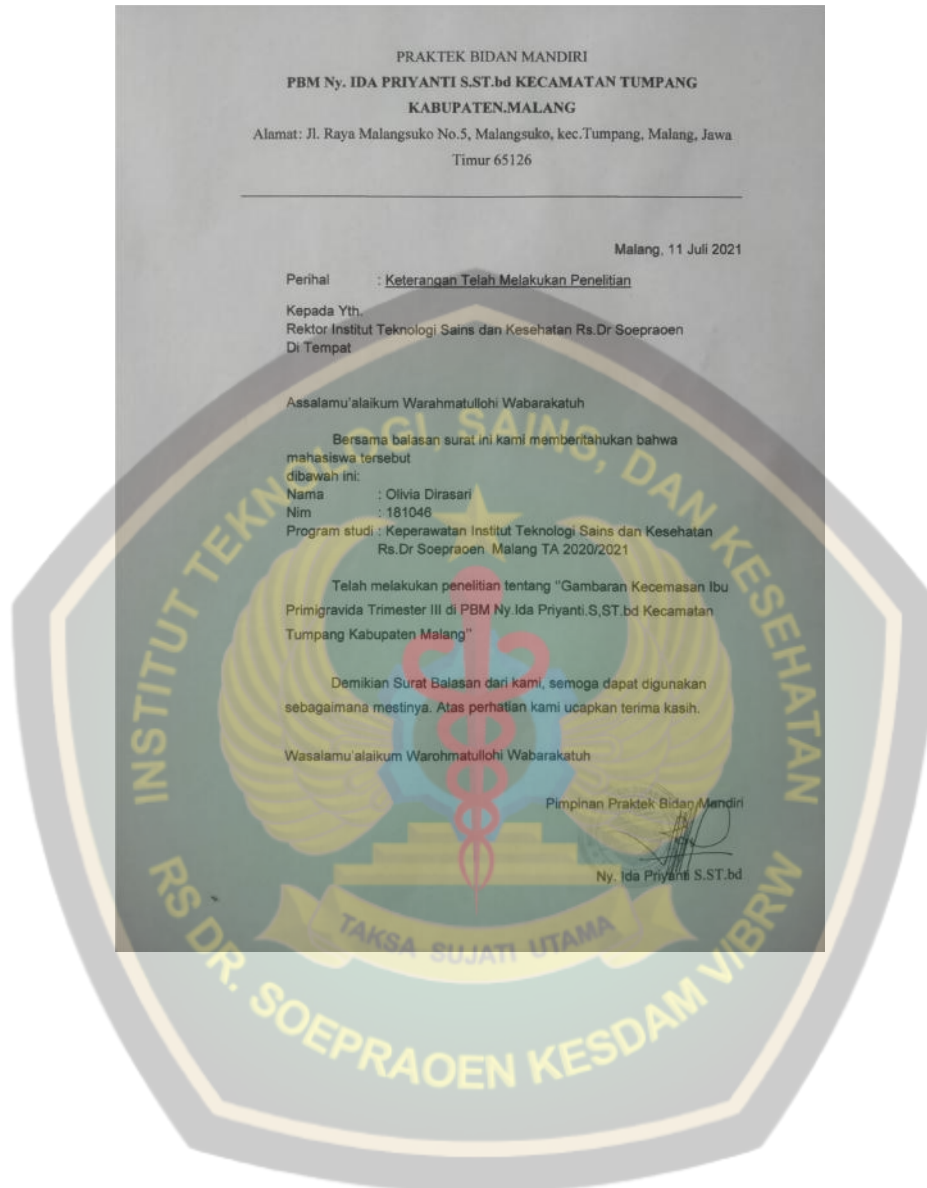 PRAKTEK BIDAN MANDIRI
PBM Ny. IDA PRIYANTI S.ST.bd KECAMATAN TUMPANG
KABUPATEN.MALANG
Alamat: Jl. Raya Malangsuko No.5, Malangsuko, kec.Tumpang, Malang, Jawa
Timur 65126
Malang, 11 Juli 2021
Perihal : Keterangan Telah Melakukan Penelitian
Kepada Yth.
Rektor Institut Teknologi Sains dan Kesehatan Rs.Dr Soepraoen
Di Tempat
Assalamu'alaikum Warahmatullohi Wabarakatuh
Bersama balasan surat ini kami memberitahukan bahwa
mahasiswa tersebut
dibawah ini:
Nama : Olivia Dirasari
Nim : 181046
Program studi : Keperawatan Institut Teknologi Sains dan Kesehatan
Rs.Dr Soepraoen Malang TA 2020/2021
Telah melakukan penelitian tentang "Gambaran Kecemasan Ibu
Primigravida Trimester III di PBM Ny.Ida Priyanti.S,ST.bd Kecamatan
Tumpang Kabupaten Malang"
Demikian Surat Balasan dari kami, semoga dapat digunakan
sebagaimana mestinya. Atas perhatian kami ucapkan terima kasih.
Wasalamu'alaikum Warohmatullohi Wabarakatuh
Pimpinan Praktek Bidan Mandiri
Ny. Ida Priyanti S.ST.bd
INSTITUT TEKNOLOGI, SAINS, DAN KESEHATAN
TAKSA SUJATI UTAMA
RS DR. SOEPRAOEN KESDAM V/BRW